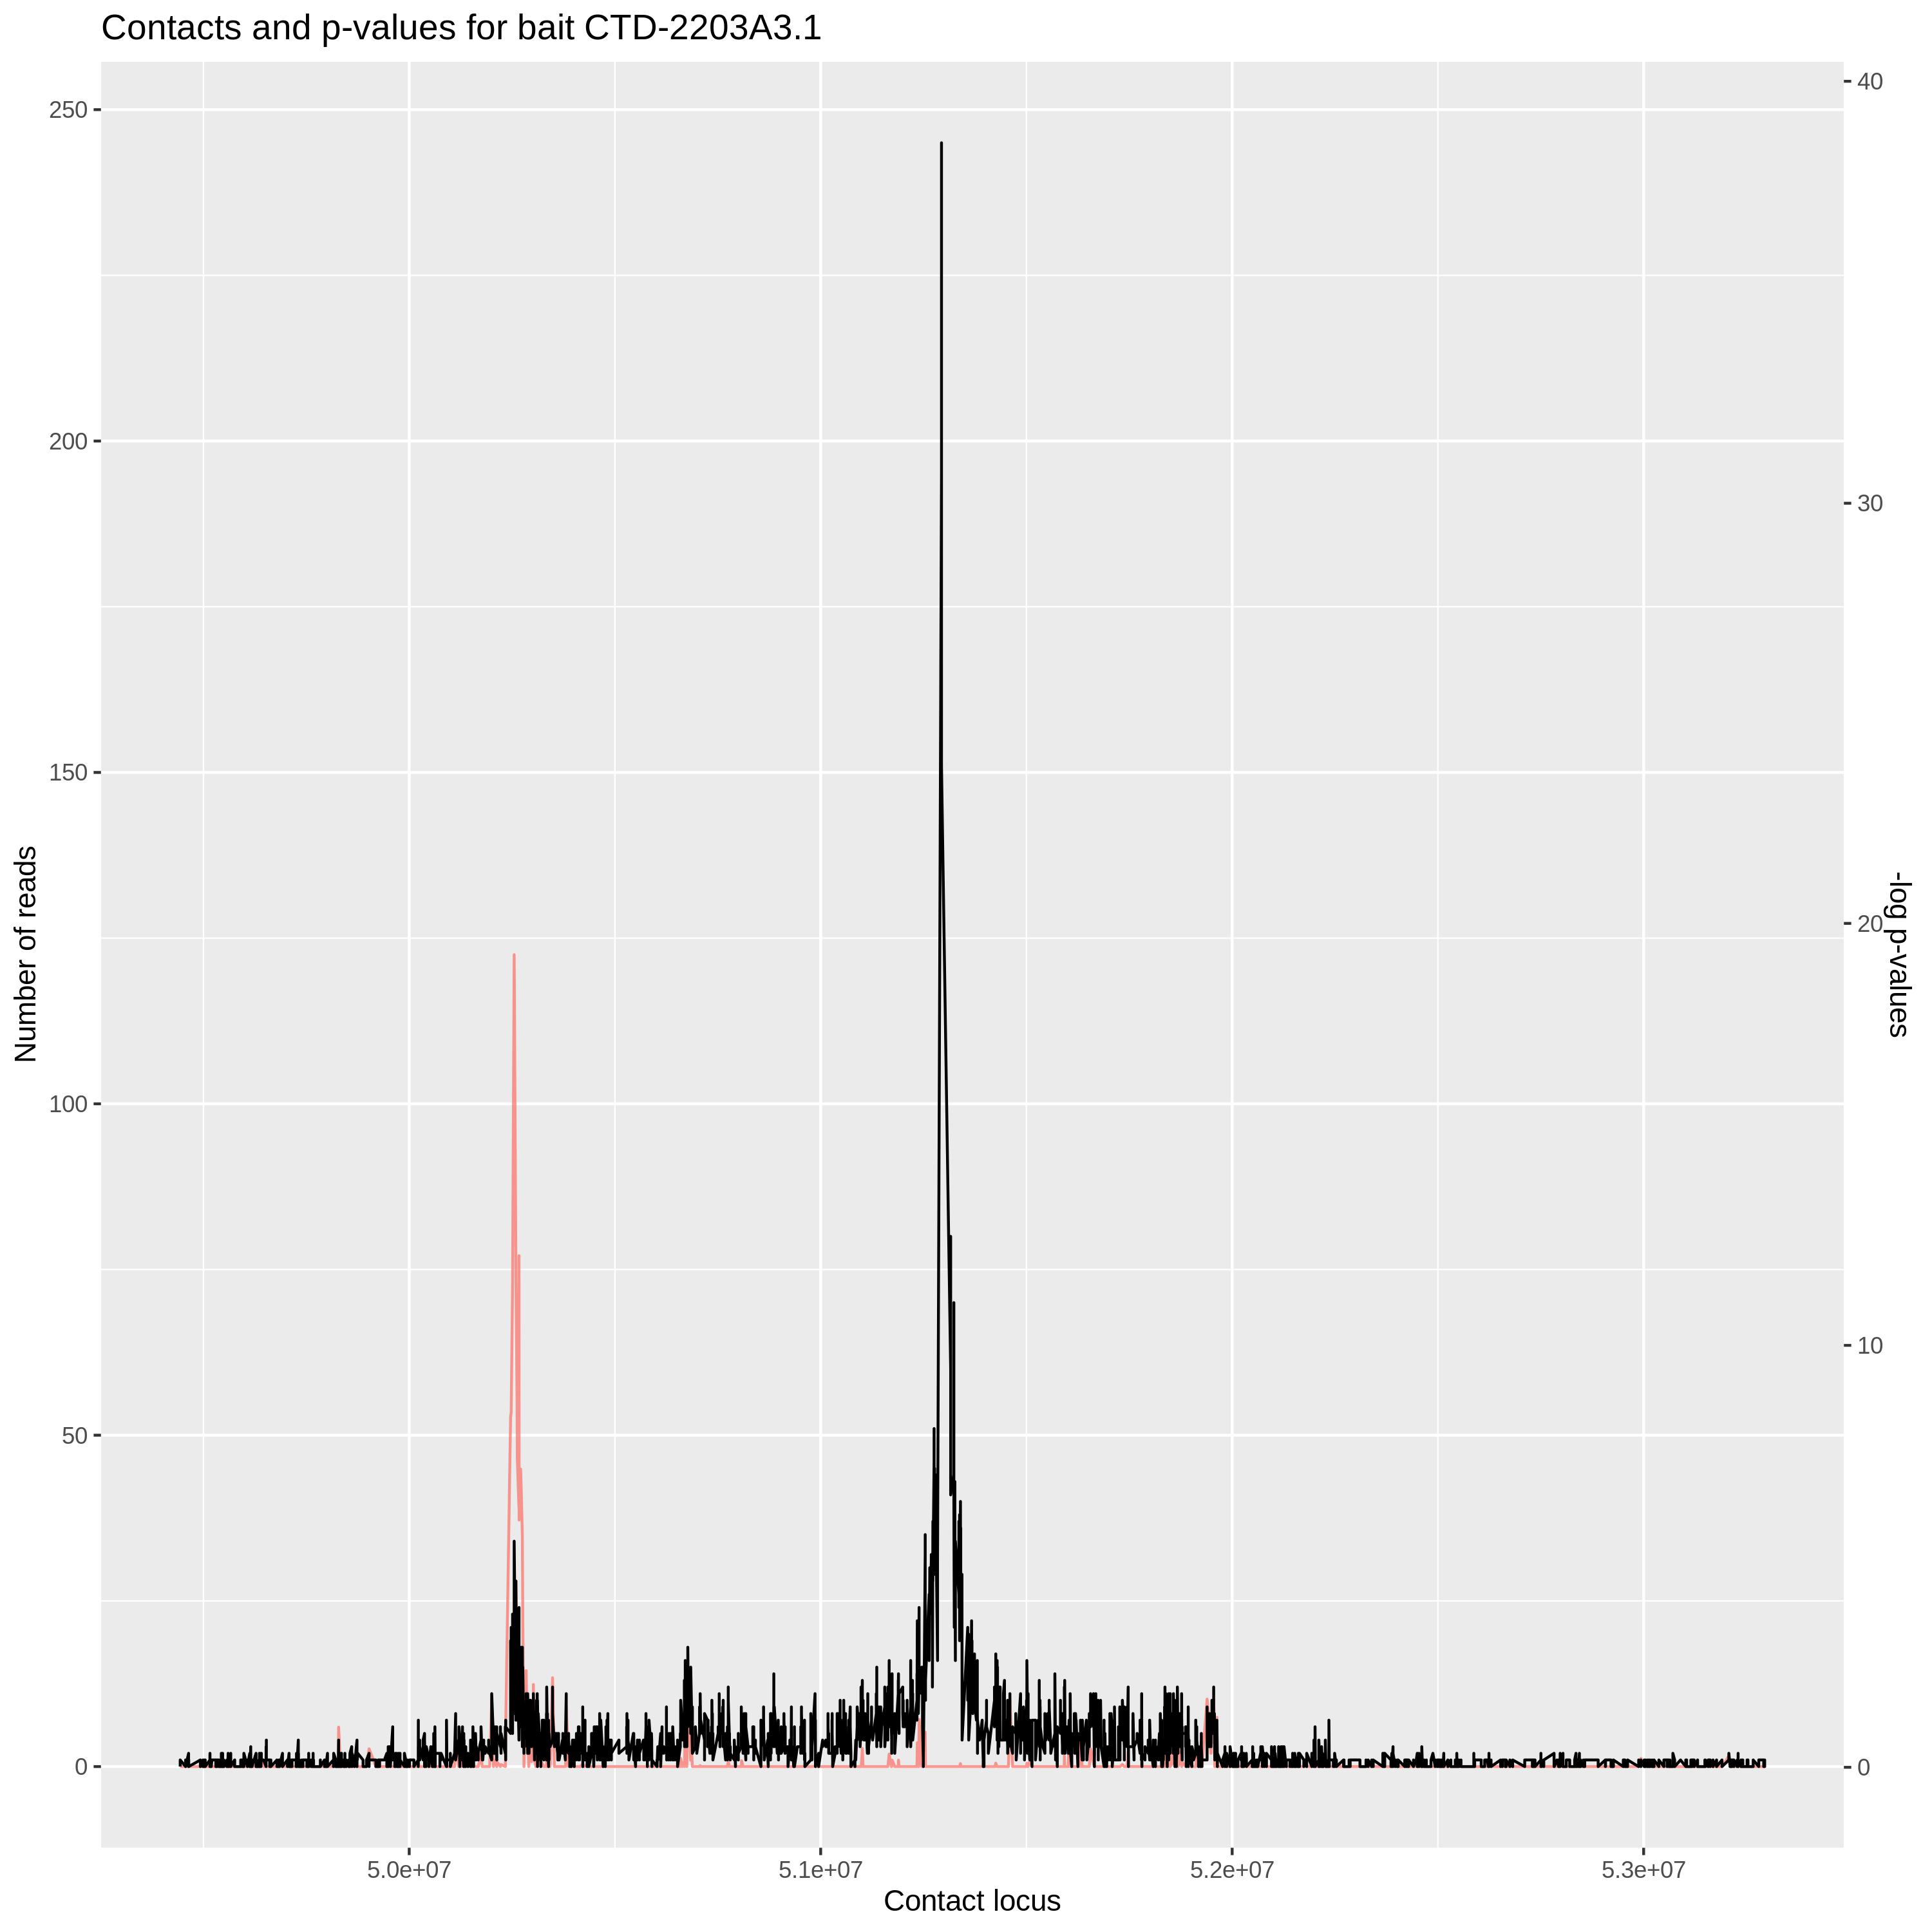 Contacts and p-values for bait CTD-2203A3.1
250
200
150
100
50
0
Number of reads
40
30
20
10
0
-log p-values
5.0e+07 5.1e+07 5.2e+07 5.3e+07
Contact locus